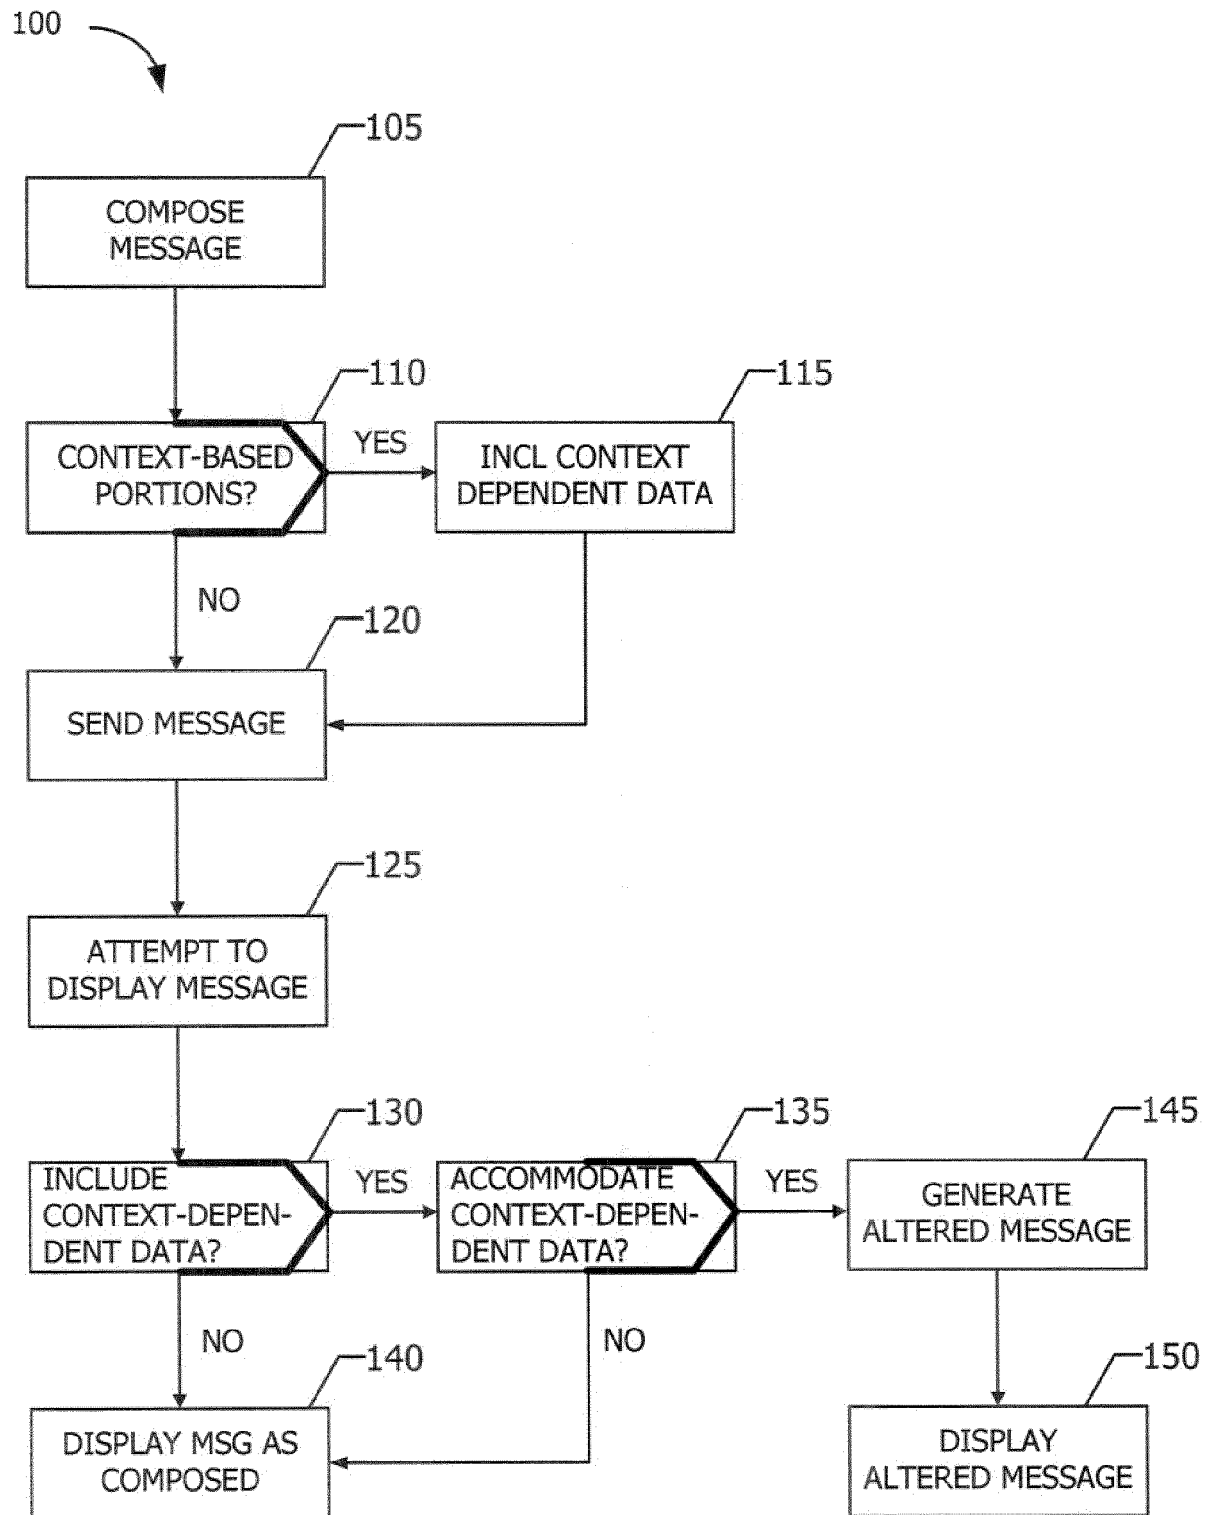 100
105
COMPOSE
MESSAGE
110
CONTEXT-BASED
PORTIONS?
YES
115
INCL CONTEXT
DEPENDENT DATA
NO
120
SEND MESSAGE
125
ATTEMPT TO
DISPLAY MESSAGE
130
INCLUDE
CONTEXT-DEPEN-
DENT DATA?
YES
135
ACCOMMODATE
CONTEXT-DEPEN-
DENT DATA?
YES
145
GENERATE
ALTERED MESSAGE
NO
NO
140
DISPLAY MSG AS
COMPOSED
150
DISPLAY
ALTERED MESSAGE